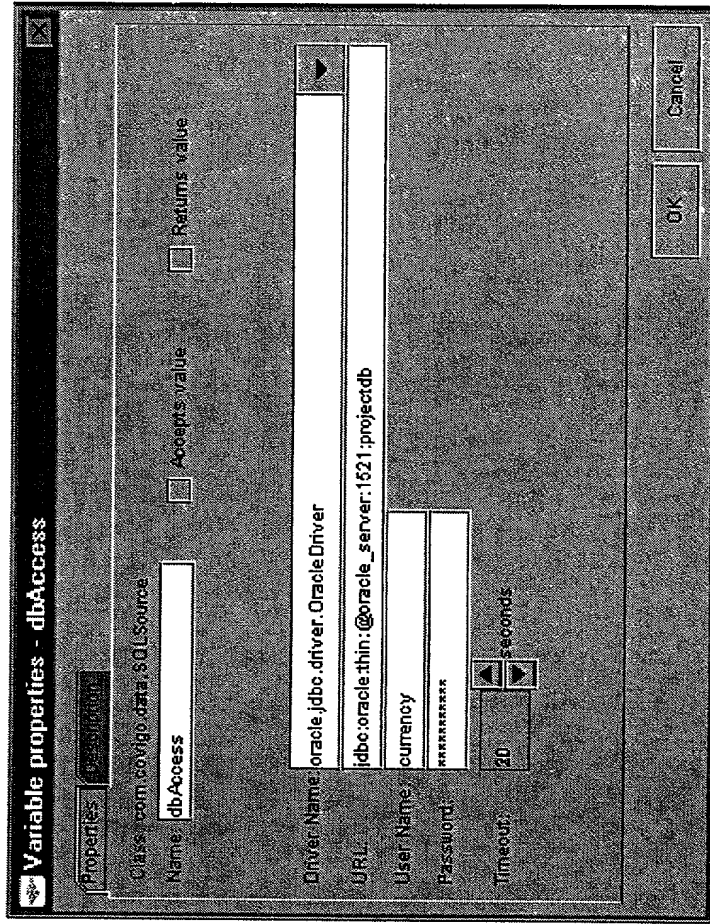 Variable properties - dbAccess
Properties Description
Class: com.covigo.data.SQLSource
Name: dbAccess Accepts value Returns value
Driver Name: oracle.jdbc.driver.OracleDriver
URL: jdbc:oracle:thin:@oracle_server:1521:projectdb
User Name: currency
Password: ***********
Timeout: 20 seconds
OK Cancel